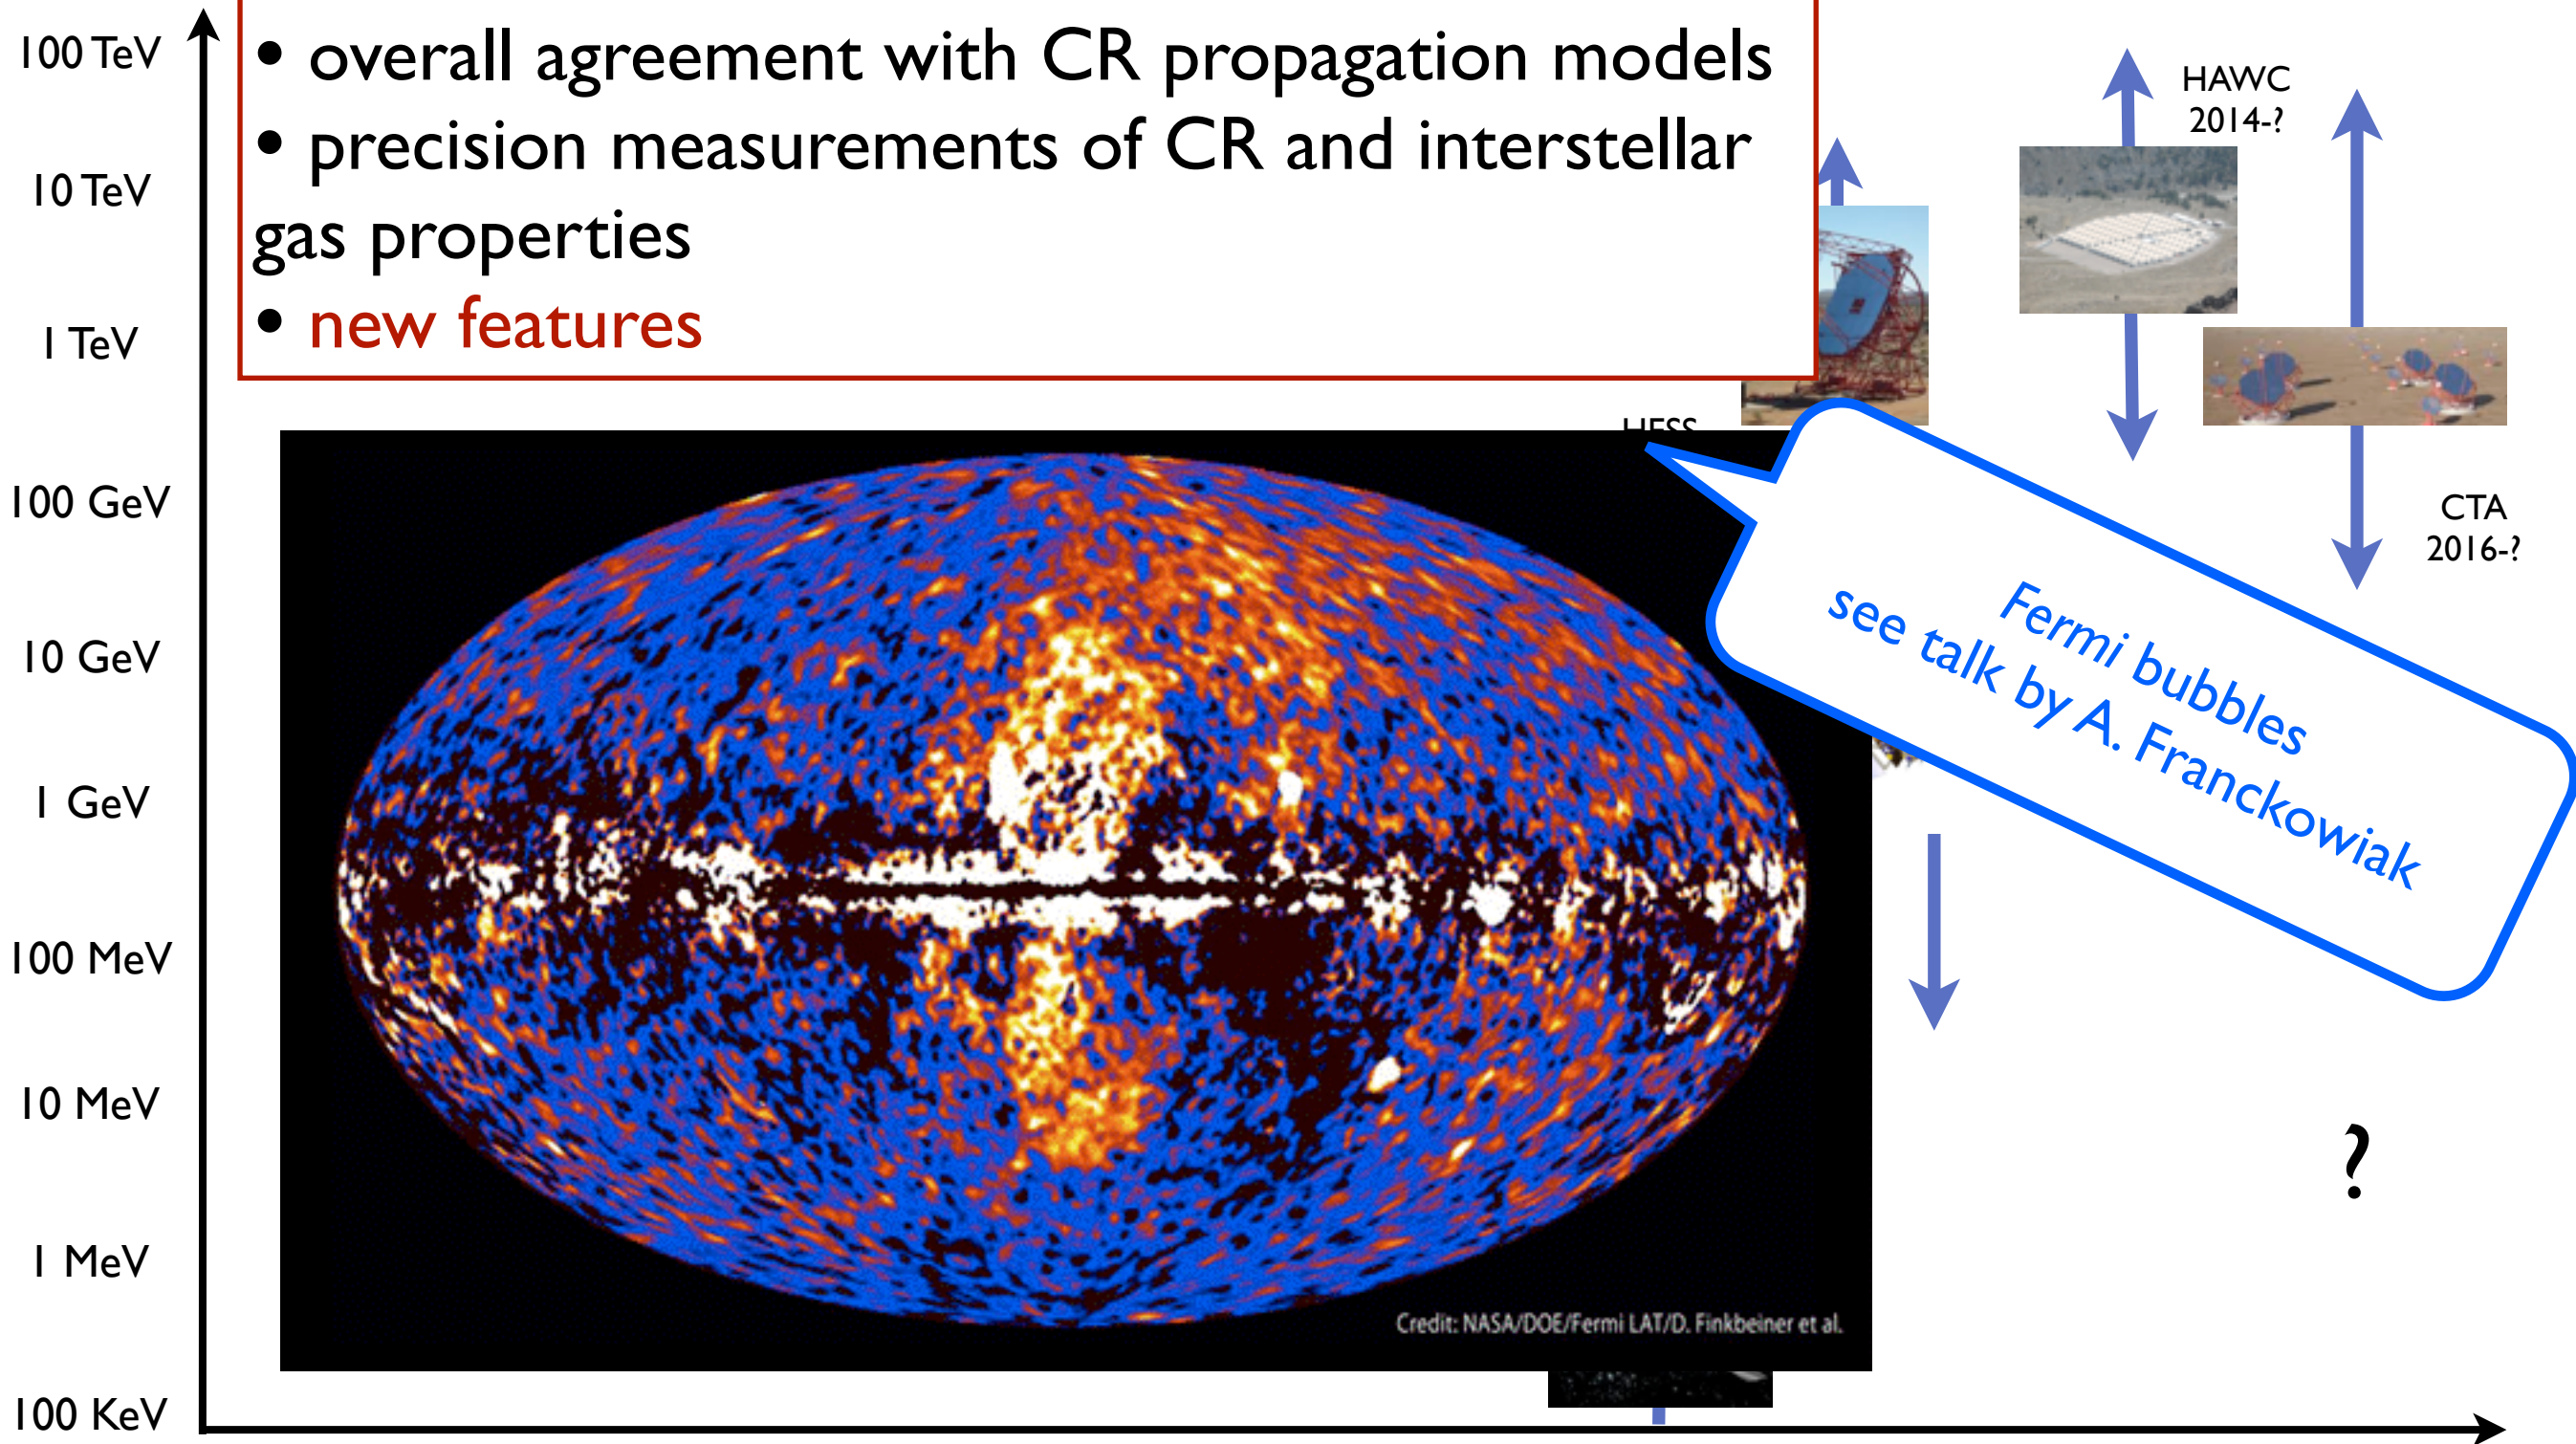 100 TeV
10 TeV
1 TeV
100 GeV
10 GeV
1 GeV
100 MeV
10 MeV
1 MeV
100 KeV
• overall agreement with CR propagation models
• precision measurements of CR and interstellar
gas properties
• new features
HESS
HAWC
2014-?
CTA
2016-?
Fermi bubbles
see talk by A. Franckowiak
?
Credit: NASA/DOE/Fermi LAT/D. Finkbeiner et al.